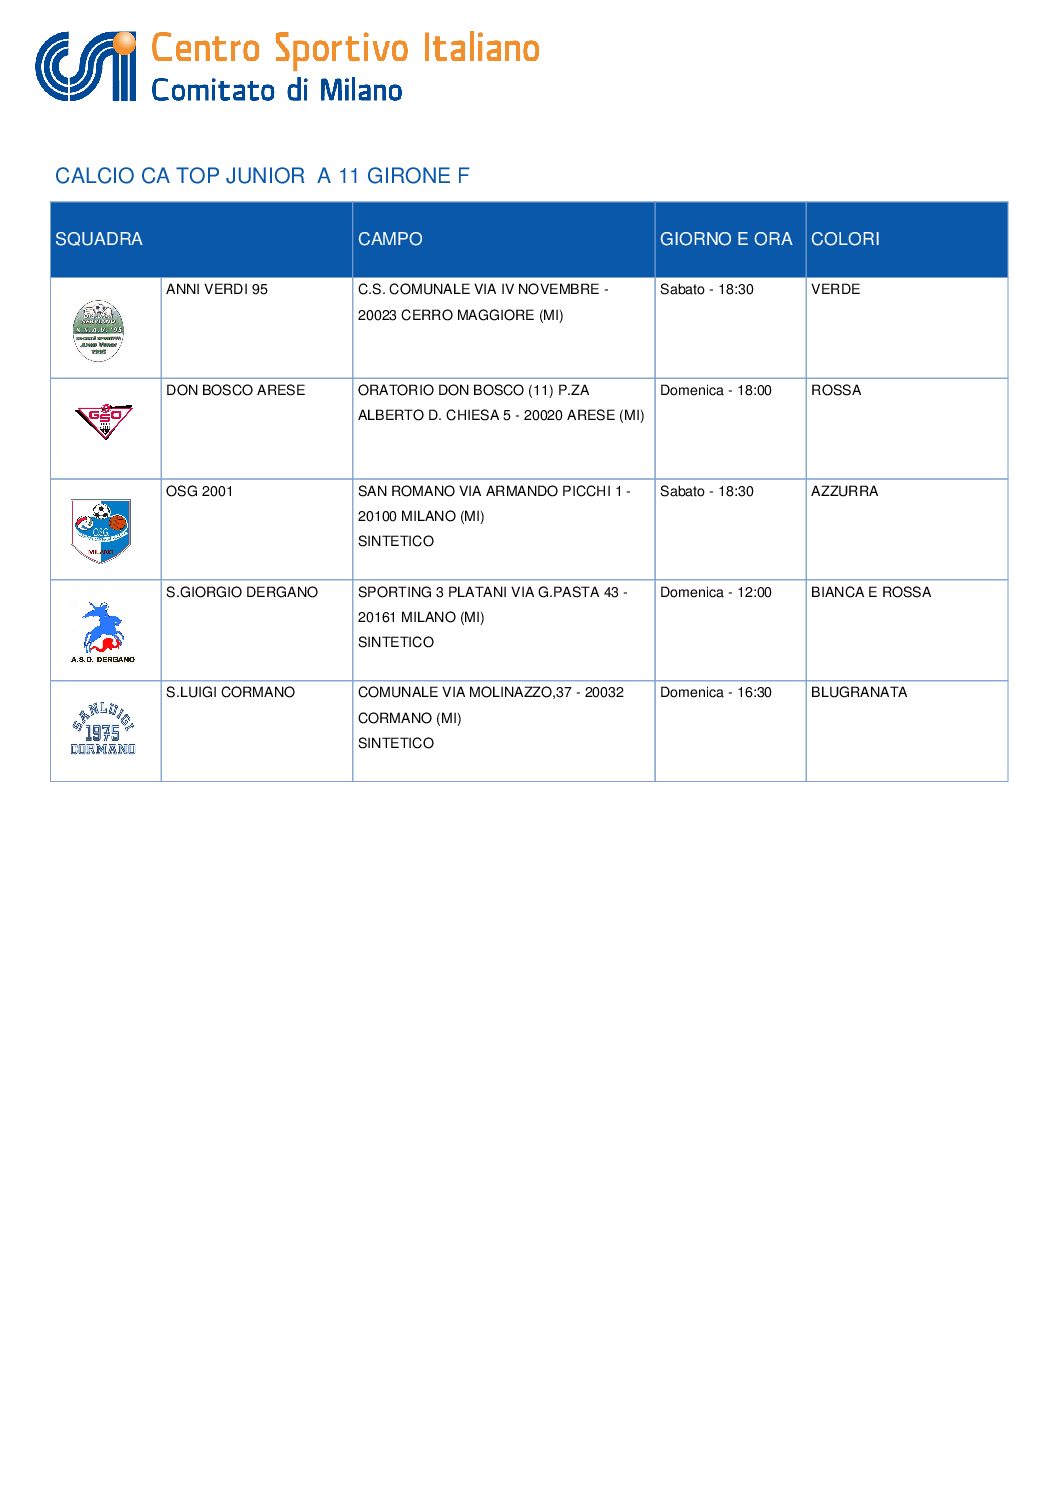 Centro Sportivo Italiano
Comitato di Milano
CALCIO CA TOP JUNIOR A 11 GIRONE F
SQUADRA CAMPO GIORNO E ORA COLORI
ANNI VERDI 95 C.S. COMUNALE VIA IV NOVEMBRE - Sabato - 18:30 VERDE
20023 CERRO MAGGIORE (MI)
DON BOSCO ARESE ORATORIO DON BOSCO (11) P.ZA Domenica - 18:00 ROSSA
ALBERTO D. CHIESA 5 - 20020 ARESE (MI)
GSO
OSG 2001 SAN ROMANO VIA ARMANDO PICCHI 1 - Sabato - 18:30 AZZURRA
20100 MILANO (MI)
SINTETICO
OSG
MILANO
S.GIORGIO DERGANO SPORTING 3 PLATANI VIA G.PASTA 43 - Domenica - 12:00 BIANCA E ROSSA
20161 MILANO (MI)
SINTETICO
A.S.D. DERGANO
S.LUIGI CORMANO COMUNALE VIA MOLINAZZO,37 - 20032 Domenica - 16:30 BLUGRANATA
CORMANO (MI)
SINTETICO
SANLUIGI
1975
CORMANO